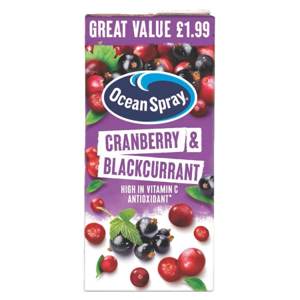 GREAT VALUE £1.99
Ocean Spray
CRANBERRY &
BLACKCURRANT
HIGH IN VITAMIN C
ANTIOXIDANT*